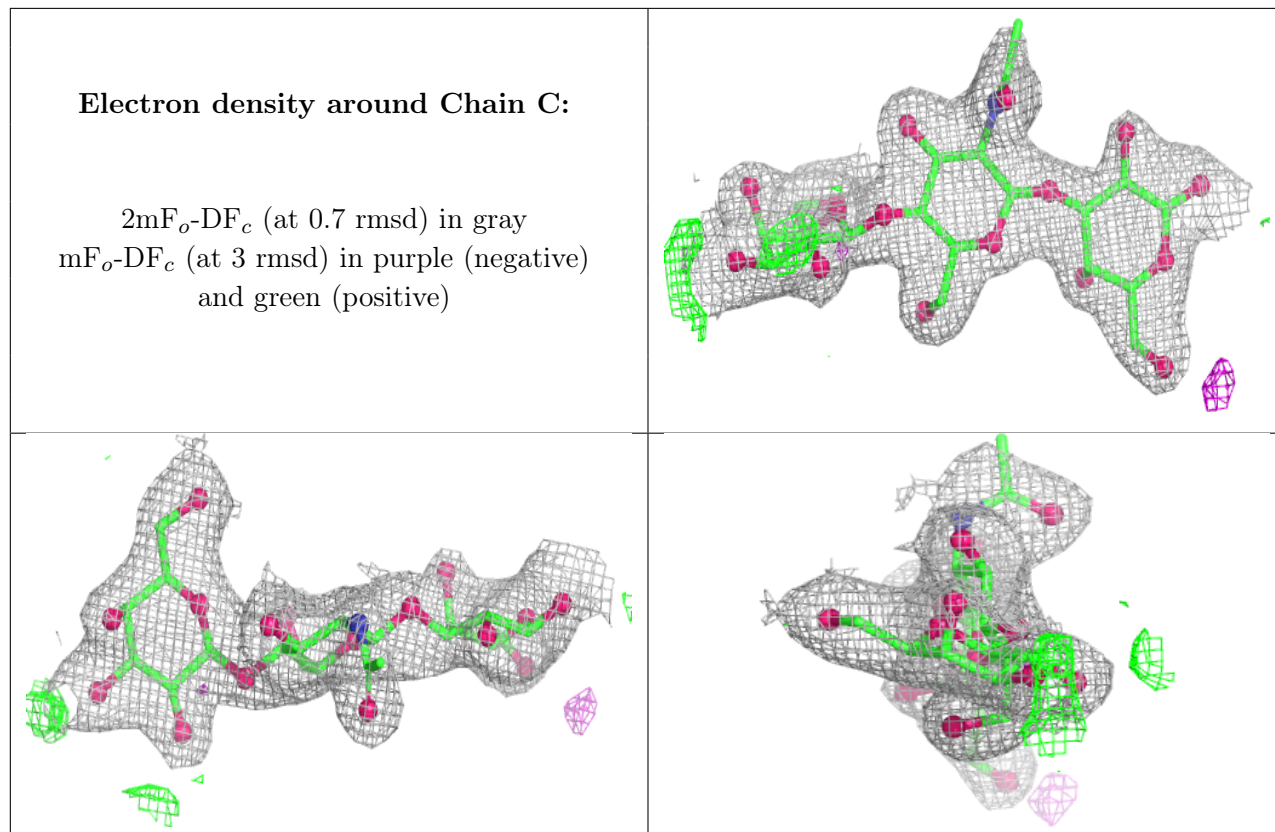 Electron density around Chain C:
2mFₒ-DF𝒸 (at 0.7 rmsd) in gray
mFₒ-DF𝒸 (at 3 rmsd) in purple (negative)
and green (positive)